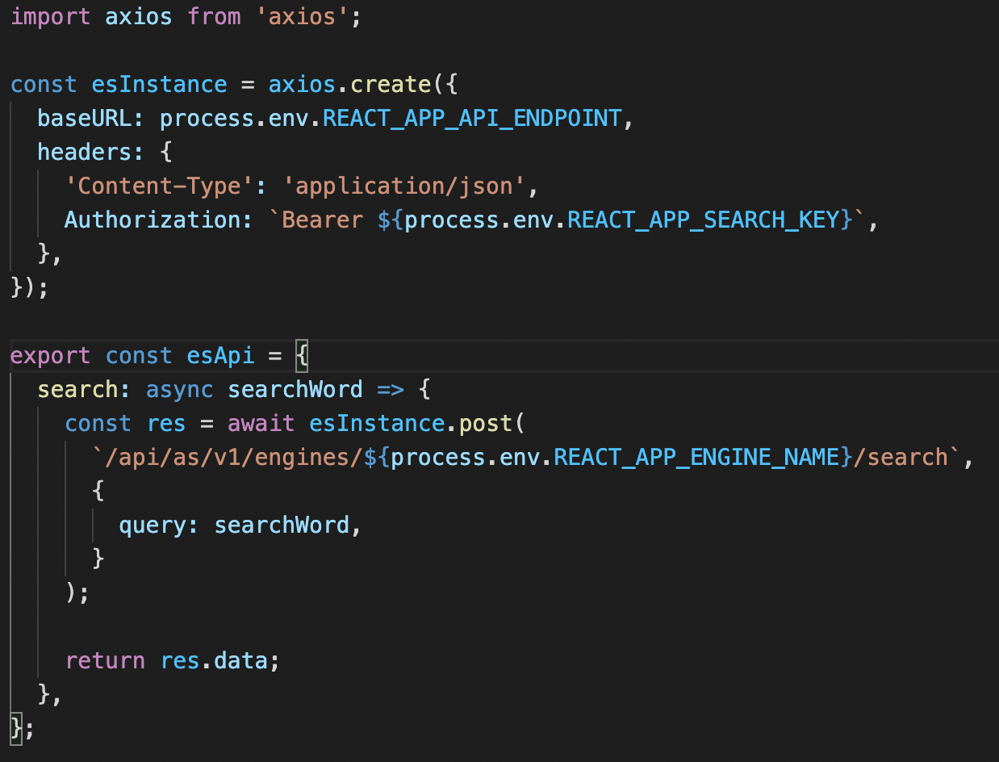 import axios from 'axios';
const esInstance = axios.create({
  baseURL: process.env.REACT_APP_API_ENDPOINT,
  headers: {
    'Content-Type': 'application/json',
    Authorization: `Bearer ${process.env.REACT_APP_SEARCH_KEY}`,
  },
});
export const esApi = {
  search: async searchWord => {
    const res = await esInstance.post(
      `/api/as/v1/engines/${process.env.REACT_APP_ENGINE_NAME}/search`,
      {
        query: searchWord,
      }
    );
    return res.data;
  },
};